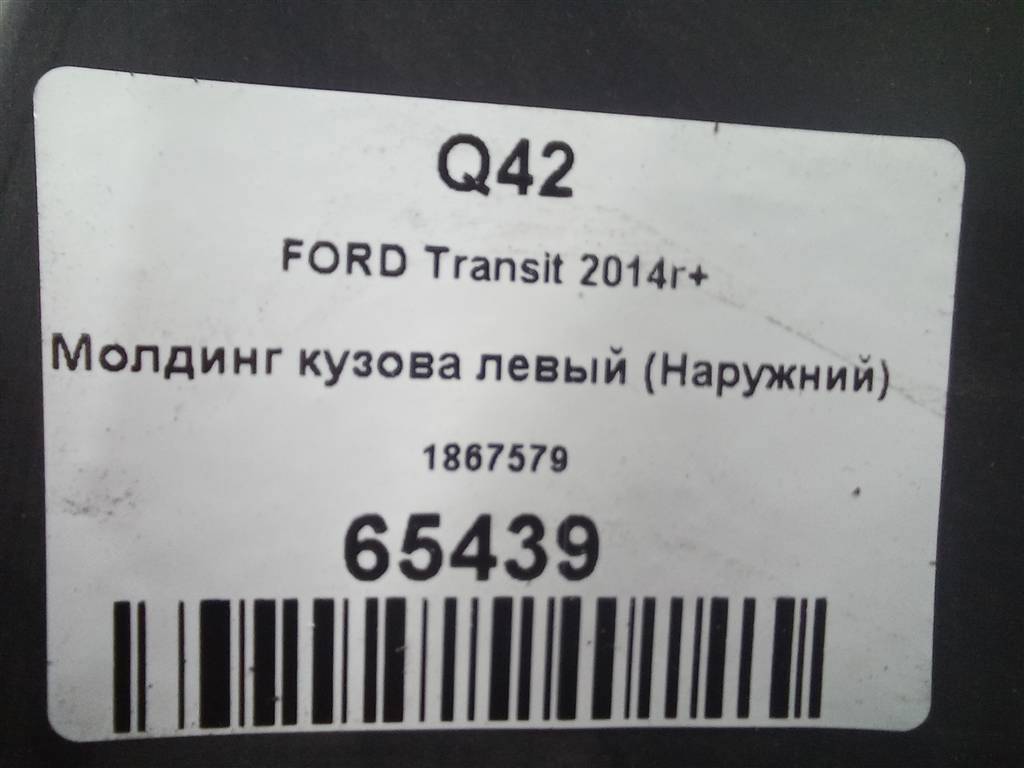 Q42
FORD Transit 2014г+
Молдинг кузова левый (Наружний)
1867579
65439